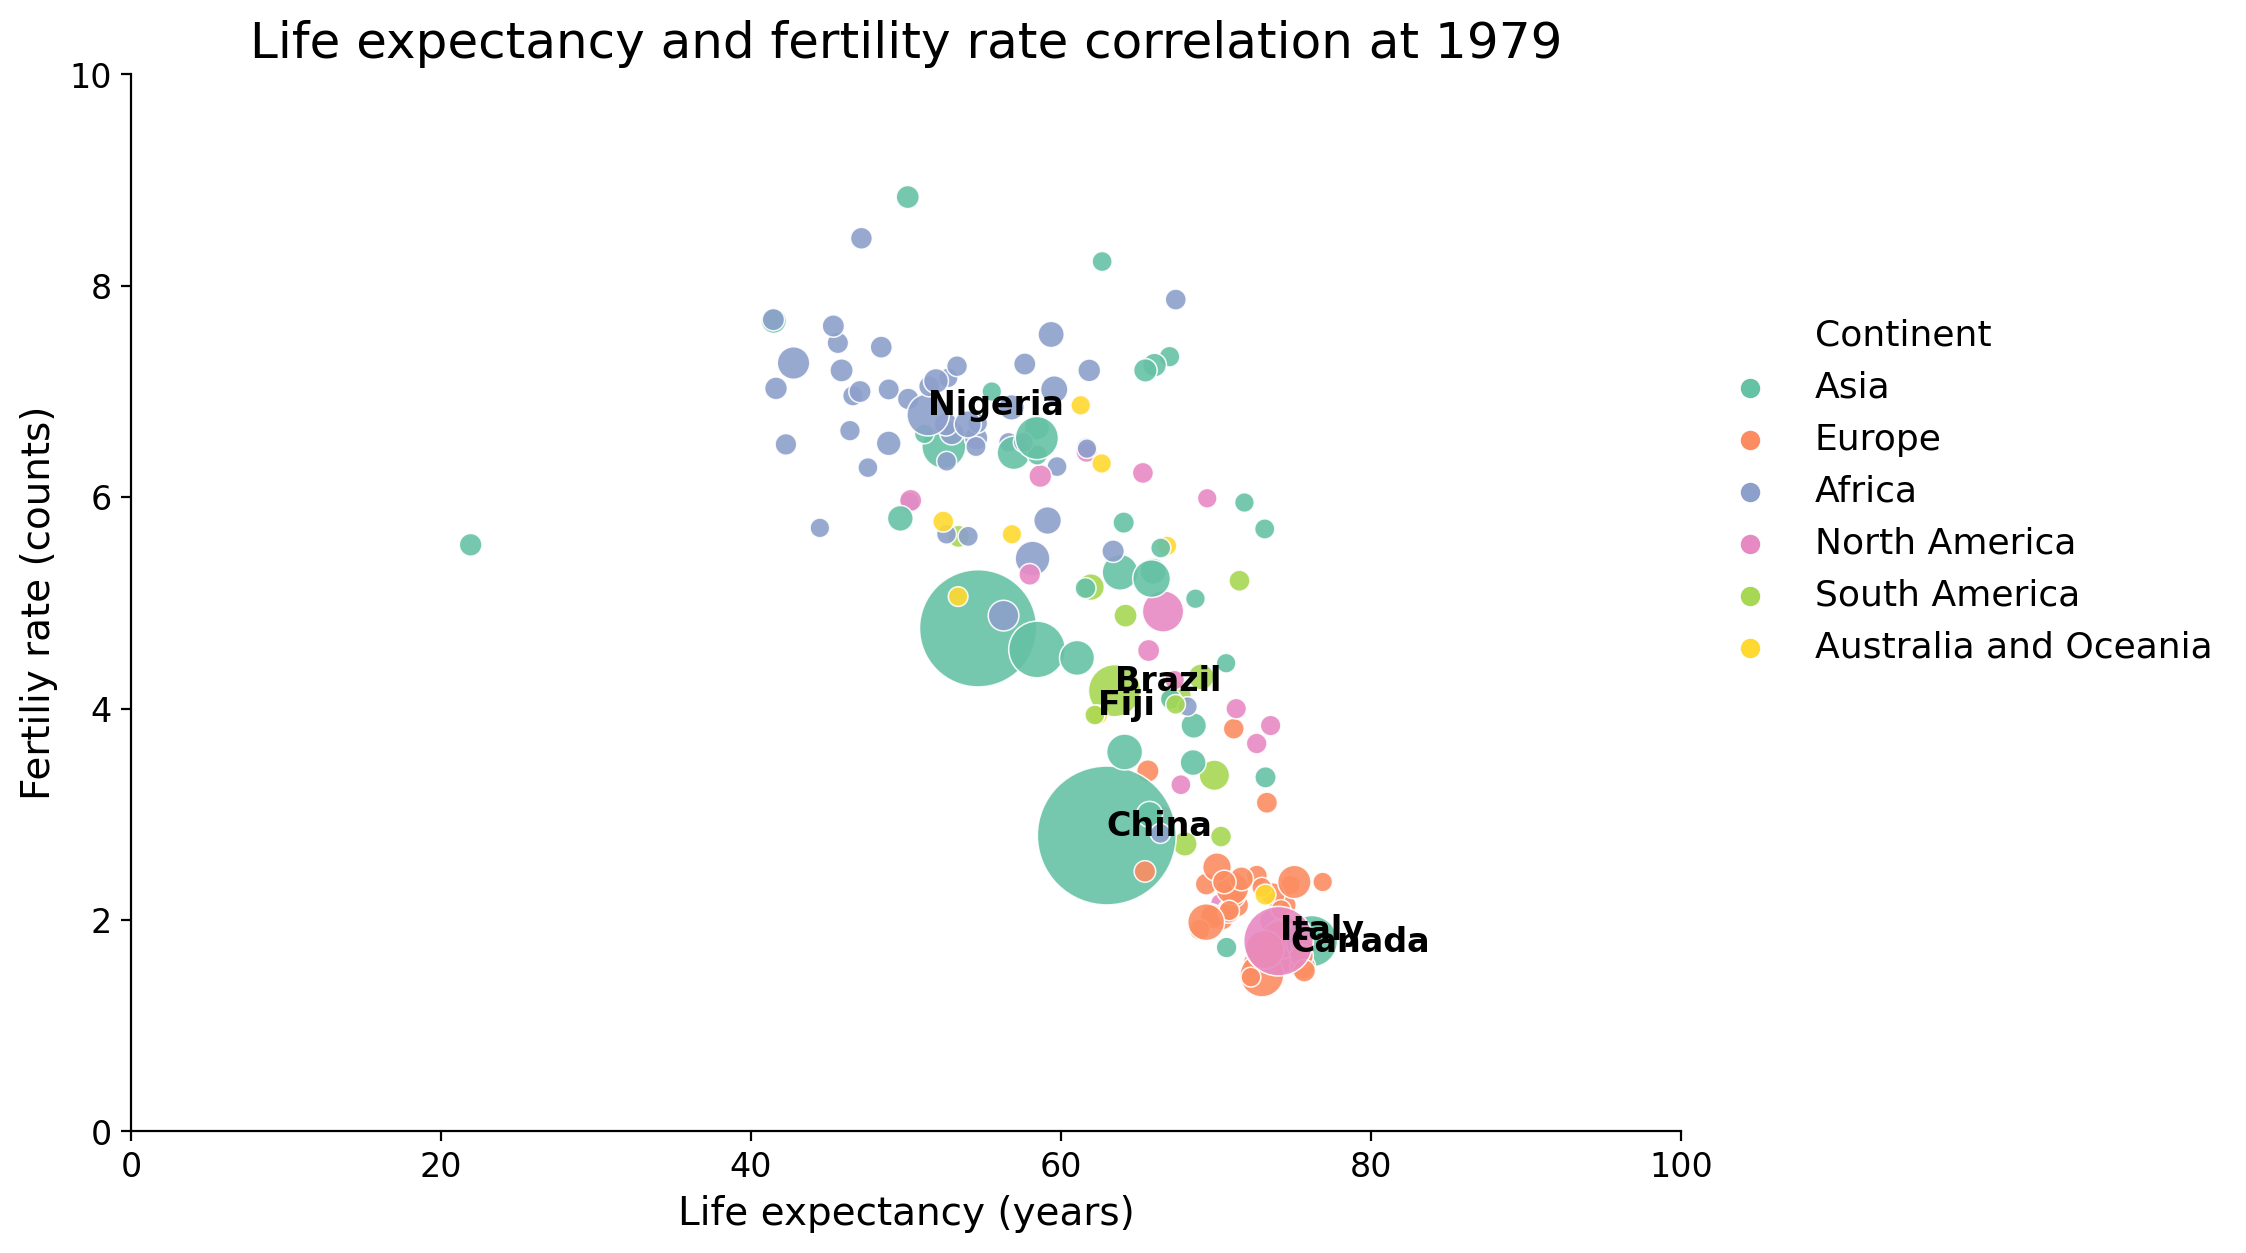 Life expectancy and fertility rate correlation at 1979
10
8
6
4
2
0
Fertiliy rate (counts)
0 20 40 60 80 100
Life expectancy (years)
Nigeria
Brazil
Fiji
China
Italy
Canada
Continent
Asia
Europe
Africa
North America
South America
Australia and Oceania